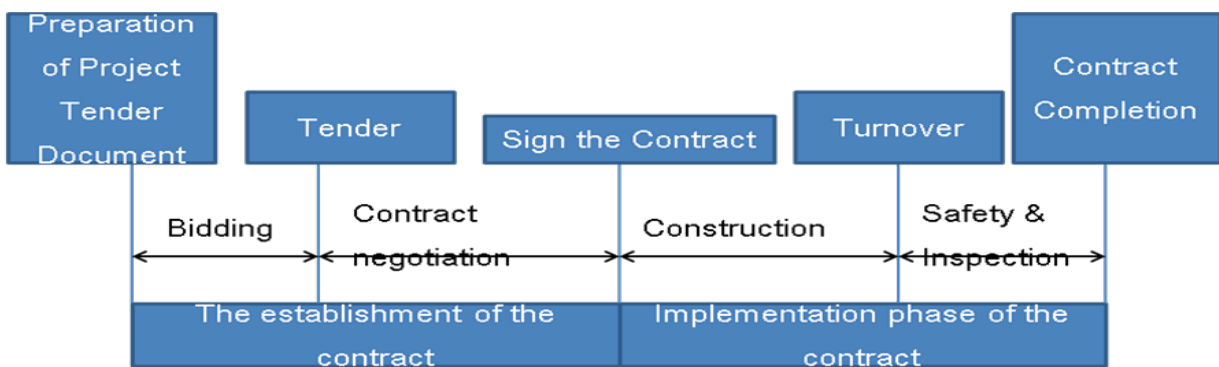 Preparation
of Project
Tender
Document
Tender
Sign the Contract
Turnover
Contract
Completion
Bidding
Contract
negotiation
Construction
Safety &
Inspection
The establishment of the
contract
Implementation phase of the
contract